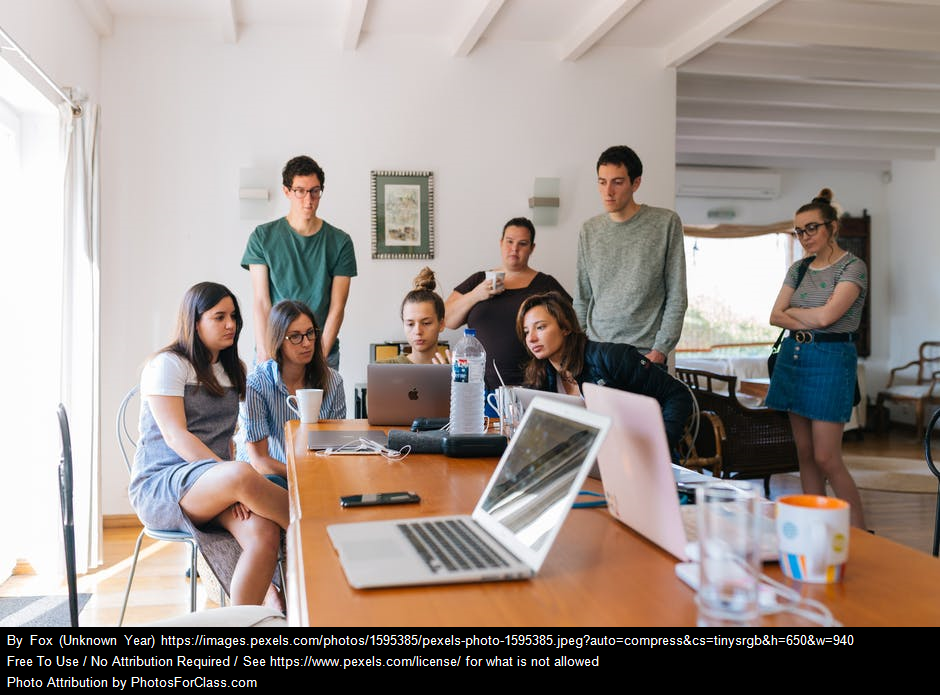 By Fox (Unknown Year) https://images.pexels.com/photos/1595385/pexels-photo-1595385.jpeg?auto=compress&cs=tinysrgb&h=650&w=940
Free To Use / No Attribution Required / See https://www.pexels.com/license/ for what is not allowed
Photo Attribution by PhotosForClass.com